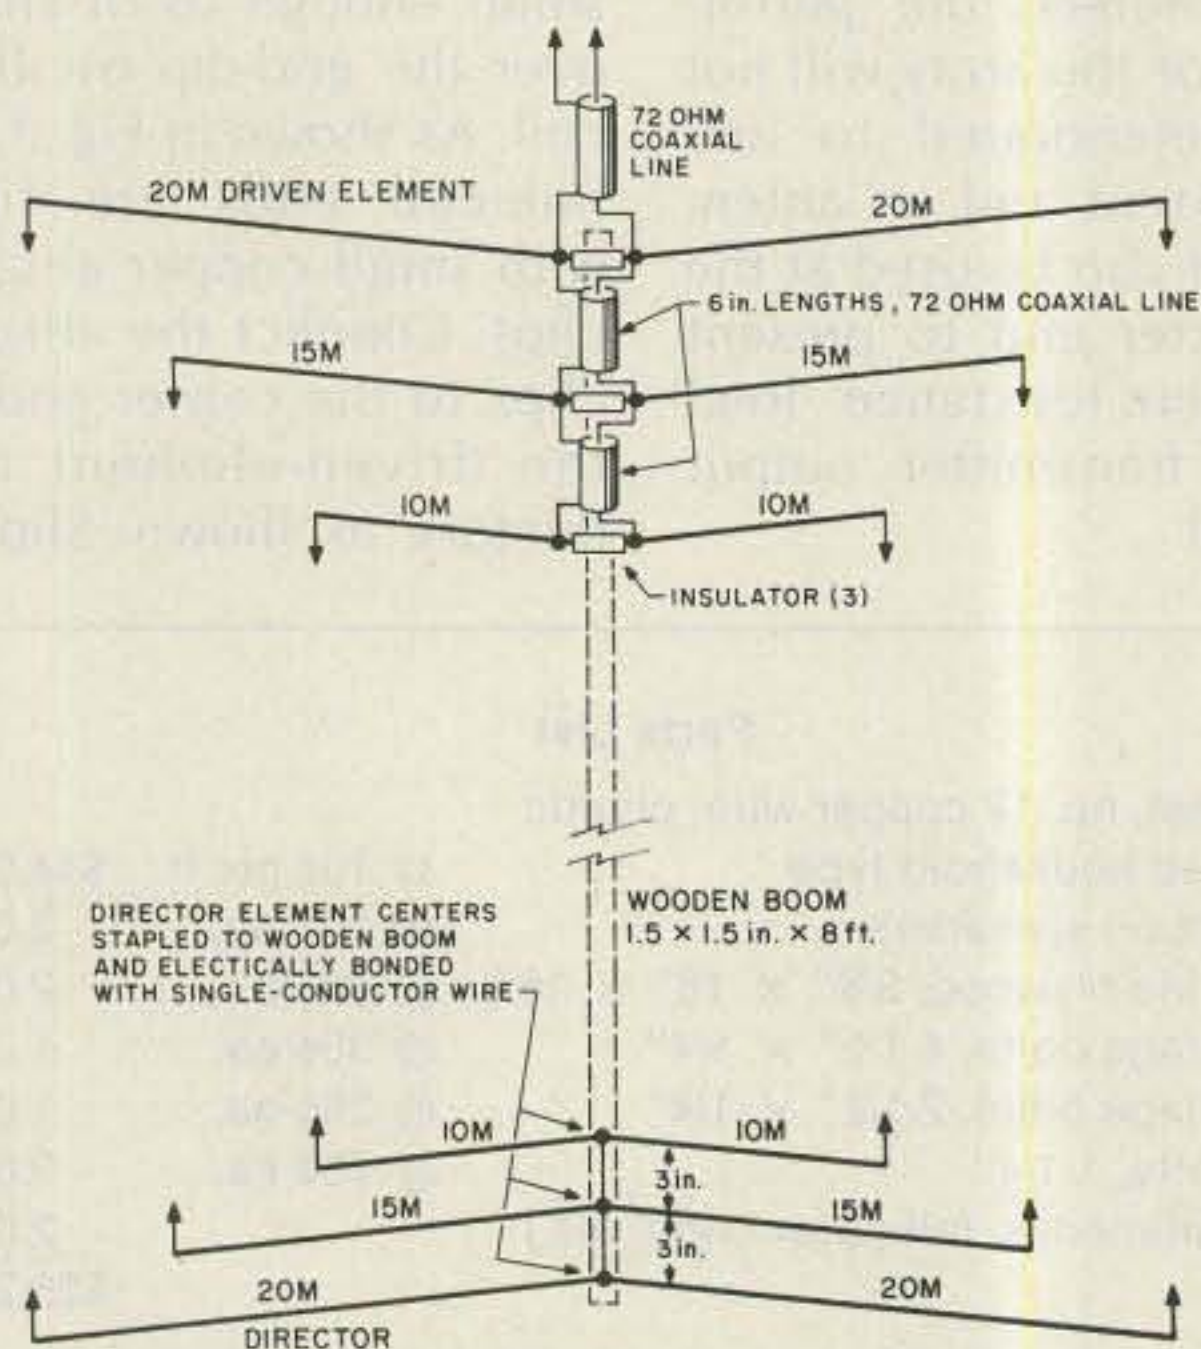 72 OHM
COAXIAL
LINE
20M DRIVEN ELEMENT
20M
6 in. LENGTHS, 72 OHM COAXIAL LINE
15M
15M
10M
10M
INSULATOR (3)
WOODEN BOOM
1.5 × 1.5 in. × 8 ft.
DIRECTOR ELEMENT CENTERS
STAPLED TO WOODEN BOOM
AND ELECTICALLY BONDED
WITH SINGLE-CONDUCTOR WIRE
10M
10M
3 in.
15M
15M
3 in.
20M
20M
DIRECTOR